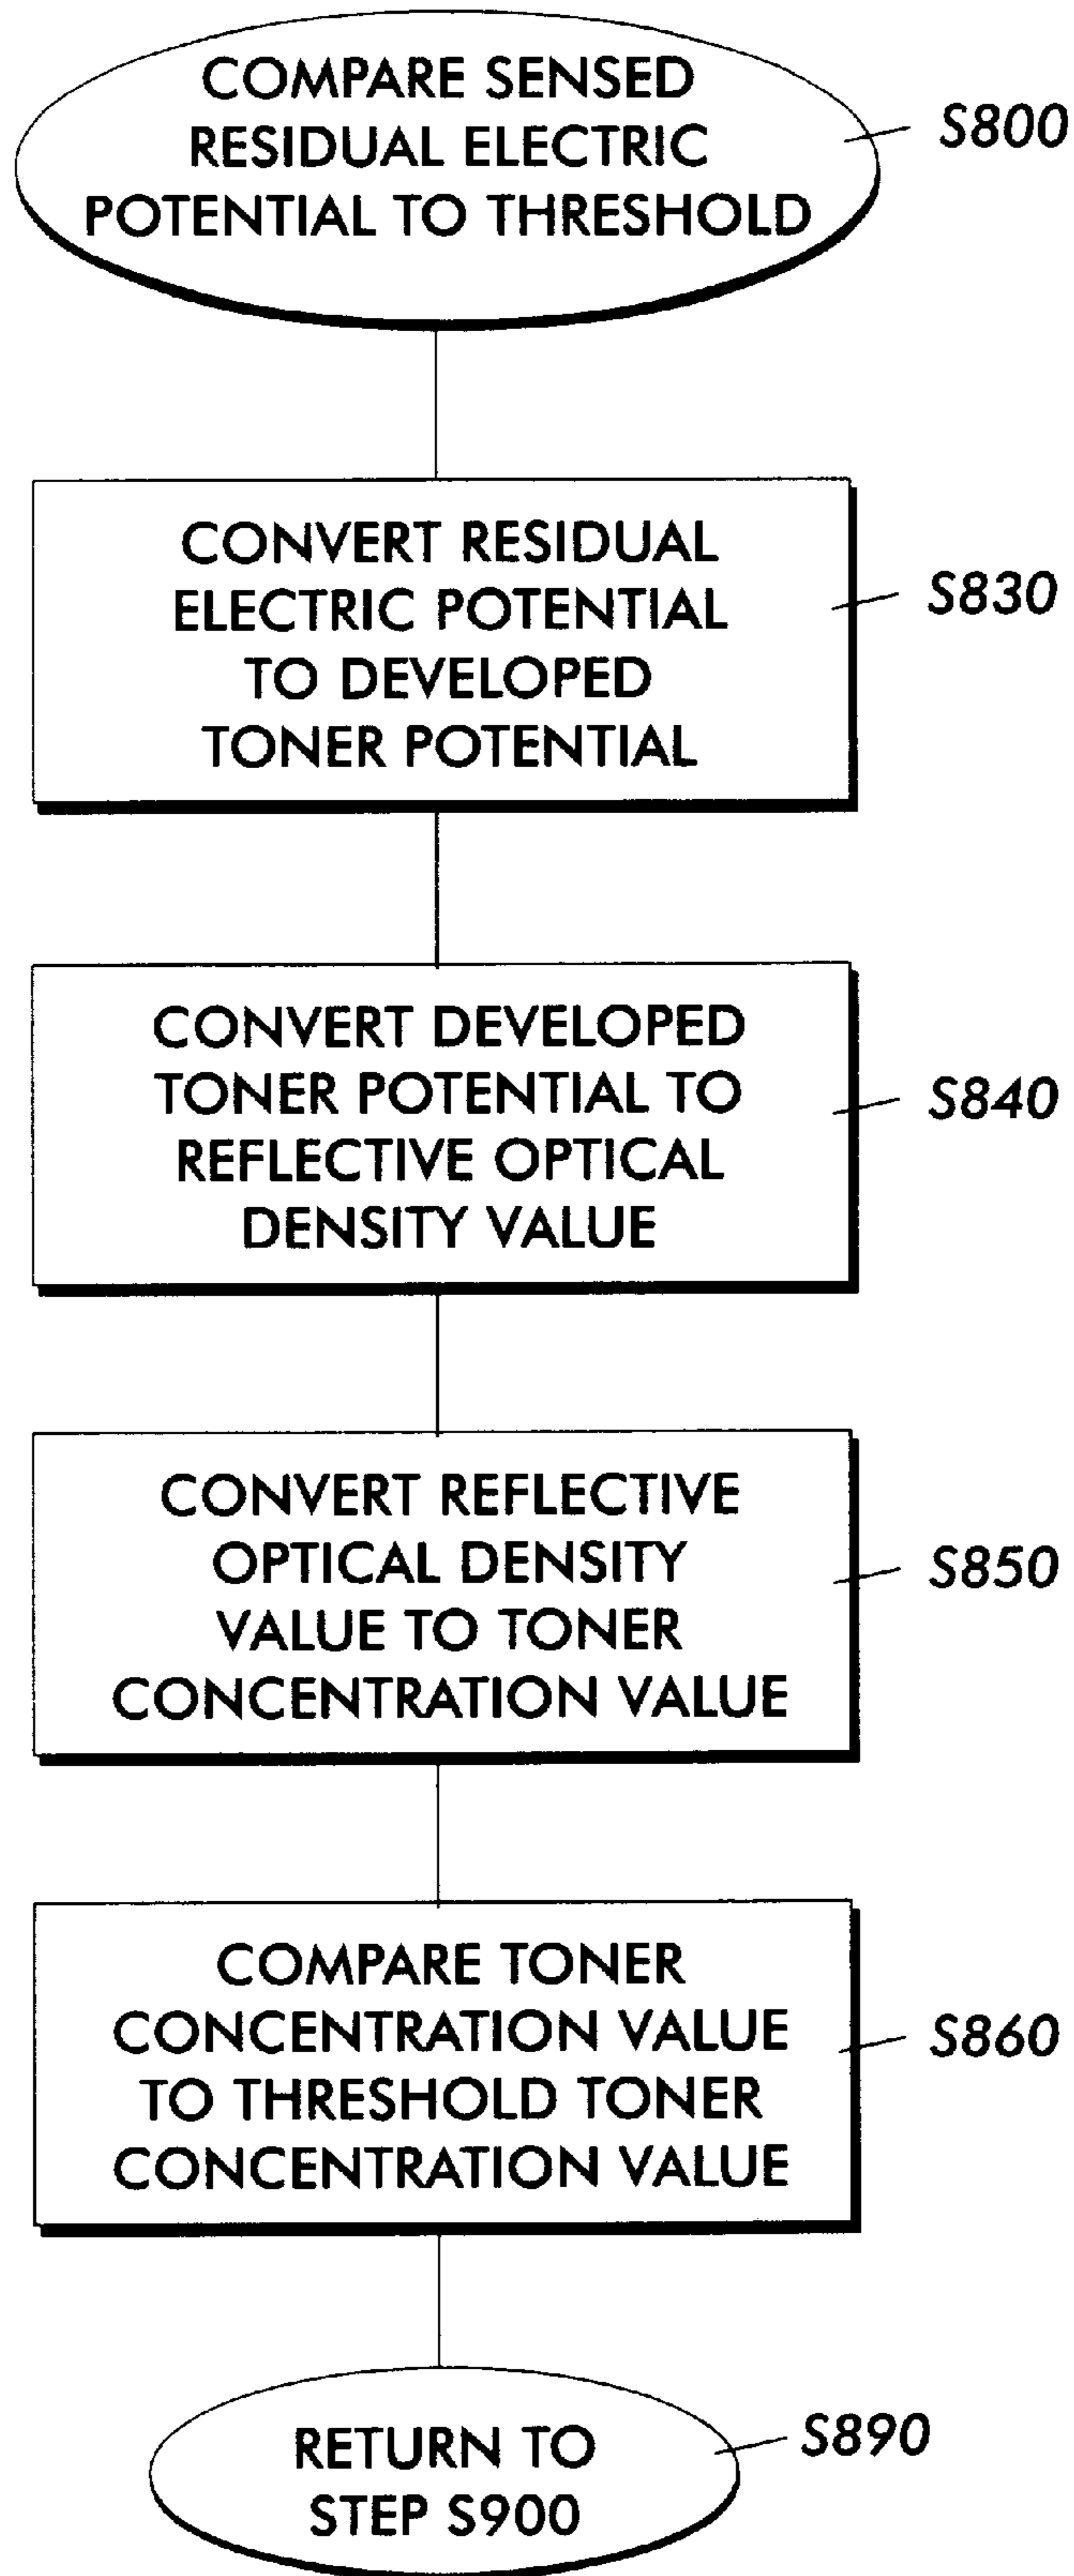 COMPARE SENSED
RESIDUAL ELECTRIC
POTENTIAL TO THRESHOLD
S800
CONVERT RESIDUAL
ELECTRIC POTENTIAL
TO DEVELOPED
TONER POTENTIAL
S830
CONVERT DEVELOPED
TONER POTENTIAL TO
REFLECTIVE OPTICAL
DENSITY VALUE
S840
CONVERT REFLECTIVE
OPTICAL DENSITY
VALUE TO TONER
CONCENTRATION VALUE
S850
COMPARE TONER
CONCENTRATION VALUE
TO THRESHOLD TONER
CONCENTRATION VALUE
S860
RETURN TO
STEP S900
S890